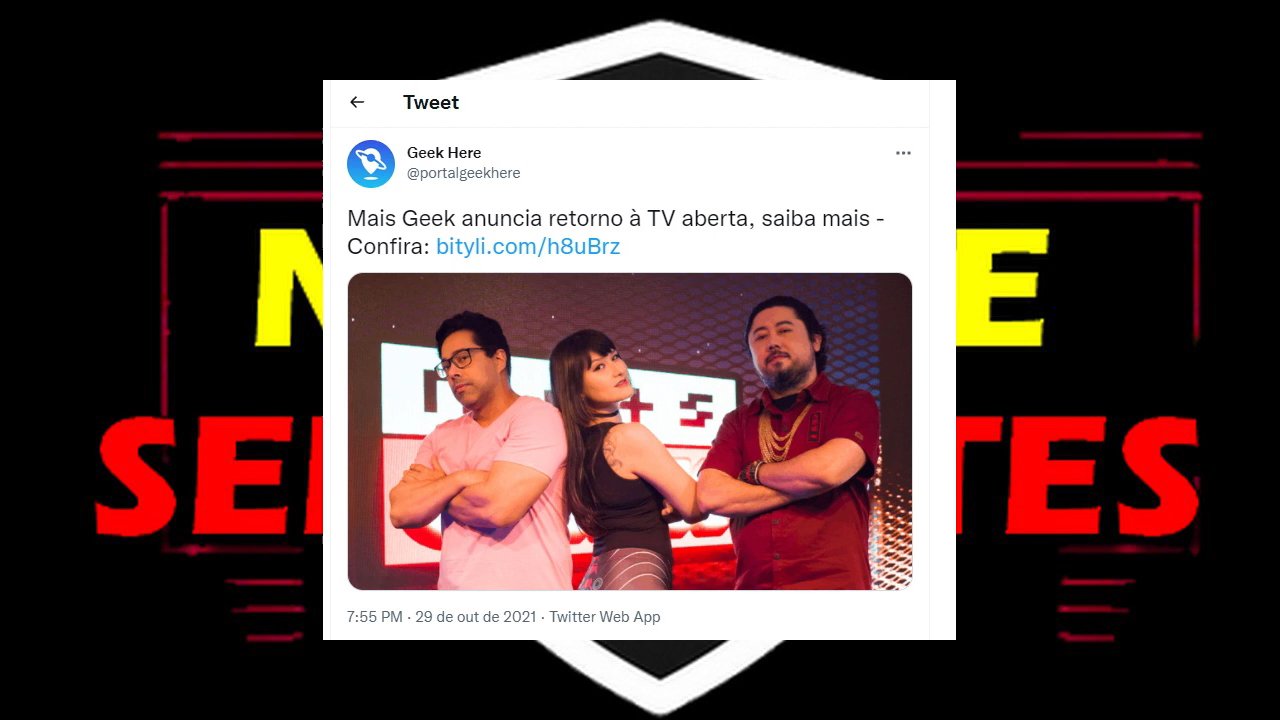 Tweet
Geek Here
@portalgeekhere
Mais Geek anuncia retorno à TV aberta, saiba mais -
Confira: bityli.com/h8uBrz
7:55 PM · 29 de out de 2021 · Twitter Web App